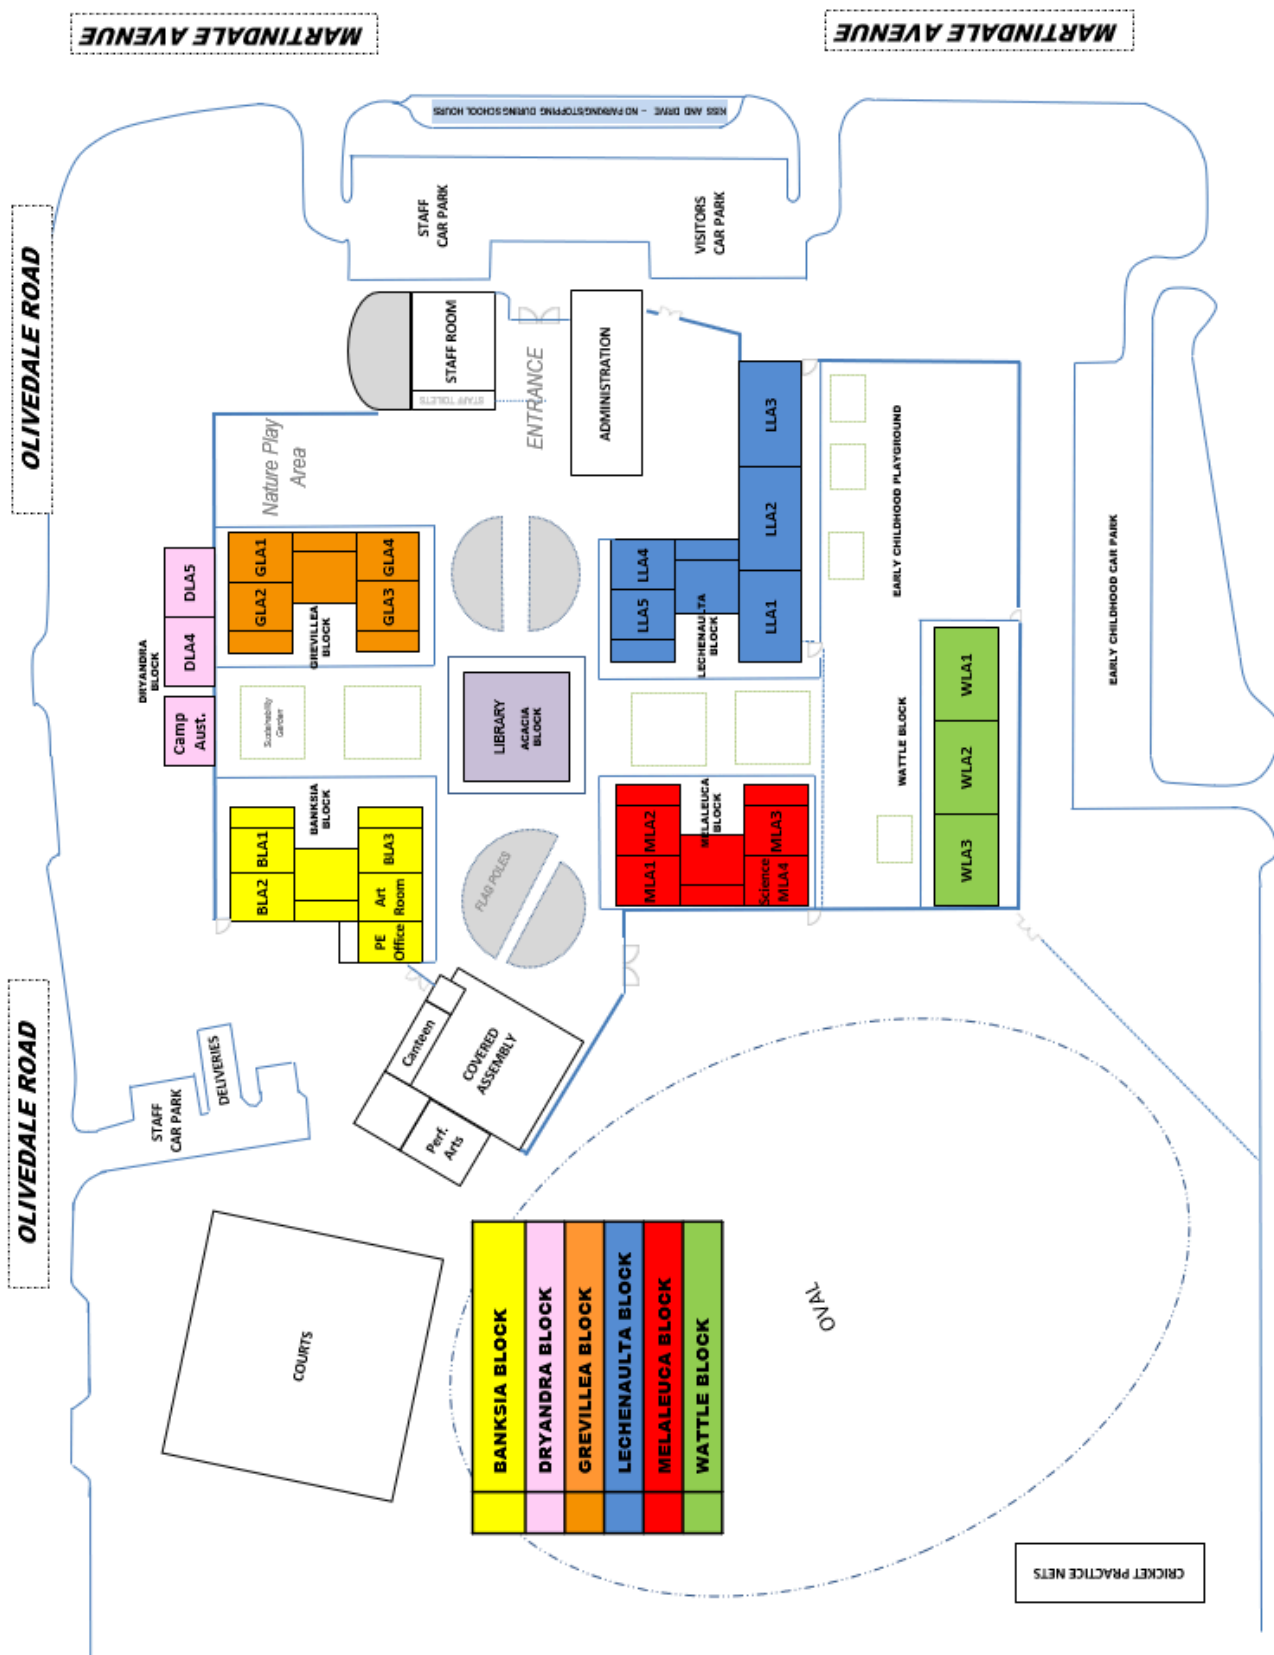 MARTINDALE AVENUE
MARTINDALE AVENUE
KISS AND DRIVE - NO PARKING/STOPPING DURING SCHOOL HOURS
OLIVEDALE ROAD
STAFF
CAR PARK
VISITORS
CAR PARK
STAFF ROOM
STAFF TOILETS
ENTRANCE
ADMINISTRATION
Nature Play
Area
LLA3
LLA2
LLA1
LLA4
LLA5
LECHENAULTA
BLOCK
EARLY CHILDHOOD PLAYGROUND
EARLY CHILDHOOD CAR PARK
DLA5
DLA4
DRYANDRA
BLOCK
Camp
Aust.
GLA1
GLA2
GLA4
GLA3
GREVILLEA
BLOCK
Sustainability
Garden
LIBRARY
ACACIA
BLOCK
WATTLE BLOCK
WLA1
WLA2
WLA3
BANKSIA
BLOCK
BLA1
BLA2
BLA3
Art
Room
PE
Office
FLAG POLES
MELALEUCA
BLOCK
MLA2
MLA1
MLA3
Science
MLA4
OLIVEDALE ROAD
STAFF
CAR PARK
DELIVERIES
Canteen
COVERED
ASSEMBLY
Perf.
Arts
COURTS
OVAL
BANKSIA BLOCK
DRYANDRA BLOCK
GREVILLEA BLOCK
LECHENAULTA BLOCK
MELALEUCA BLOCK
WATTLE BLOCK
CRICKET PRACTICE NETS